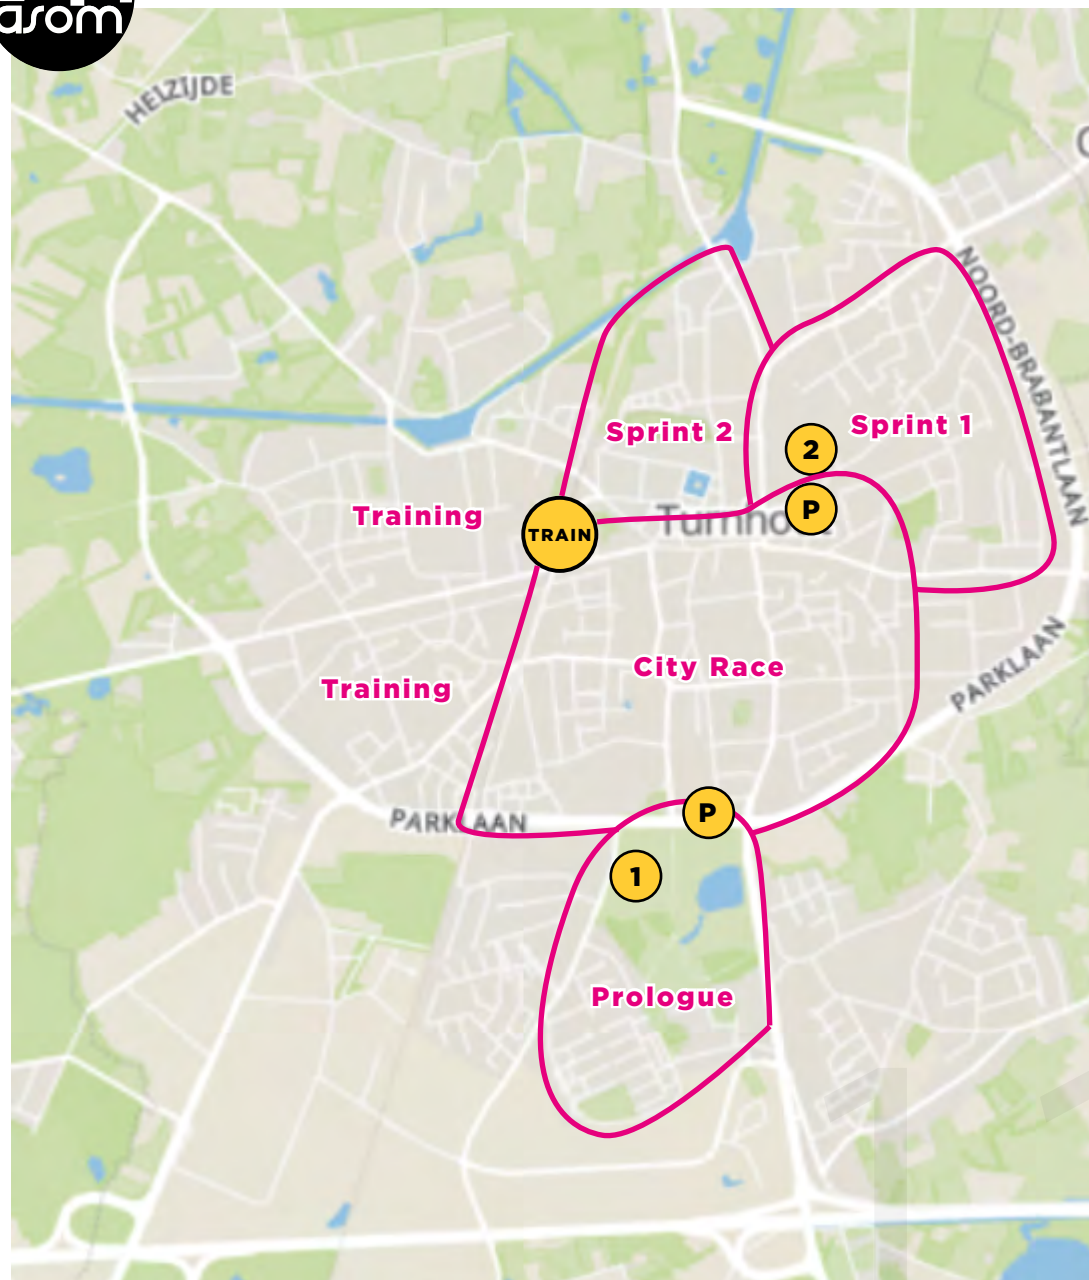 asom
HELZIJDE
NOORD-BRABANTLAAN
Sprint 2
Sprint 1
2
Training
TRAIN
P
City Race
Training
PARKLAAN
P
PARKLAAN
1
Prologue